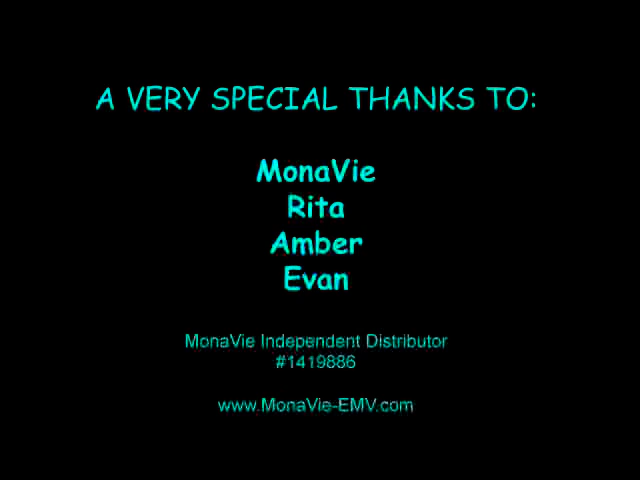 A VERY SPECIAL THANKS TO:
MonaVie
Rita
Amber
Evan
MonaVie Independent Distributor
#1419886
www.MonaVie-EMV.com